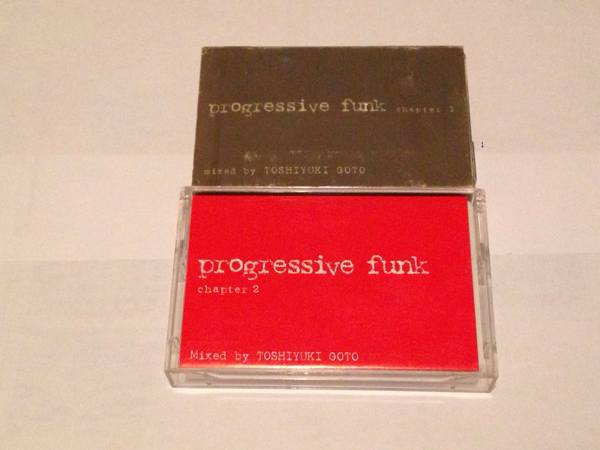 progressive funk chapter 1
mixed by TOSHIYUKI GOTO
progressive funk
chapter 2
Mixed by TOSHIYUKI GOTO